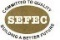 COMMITTED TO QUALITY
SEFEC
BUILDING A BETTER FUTURE